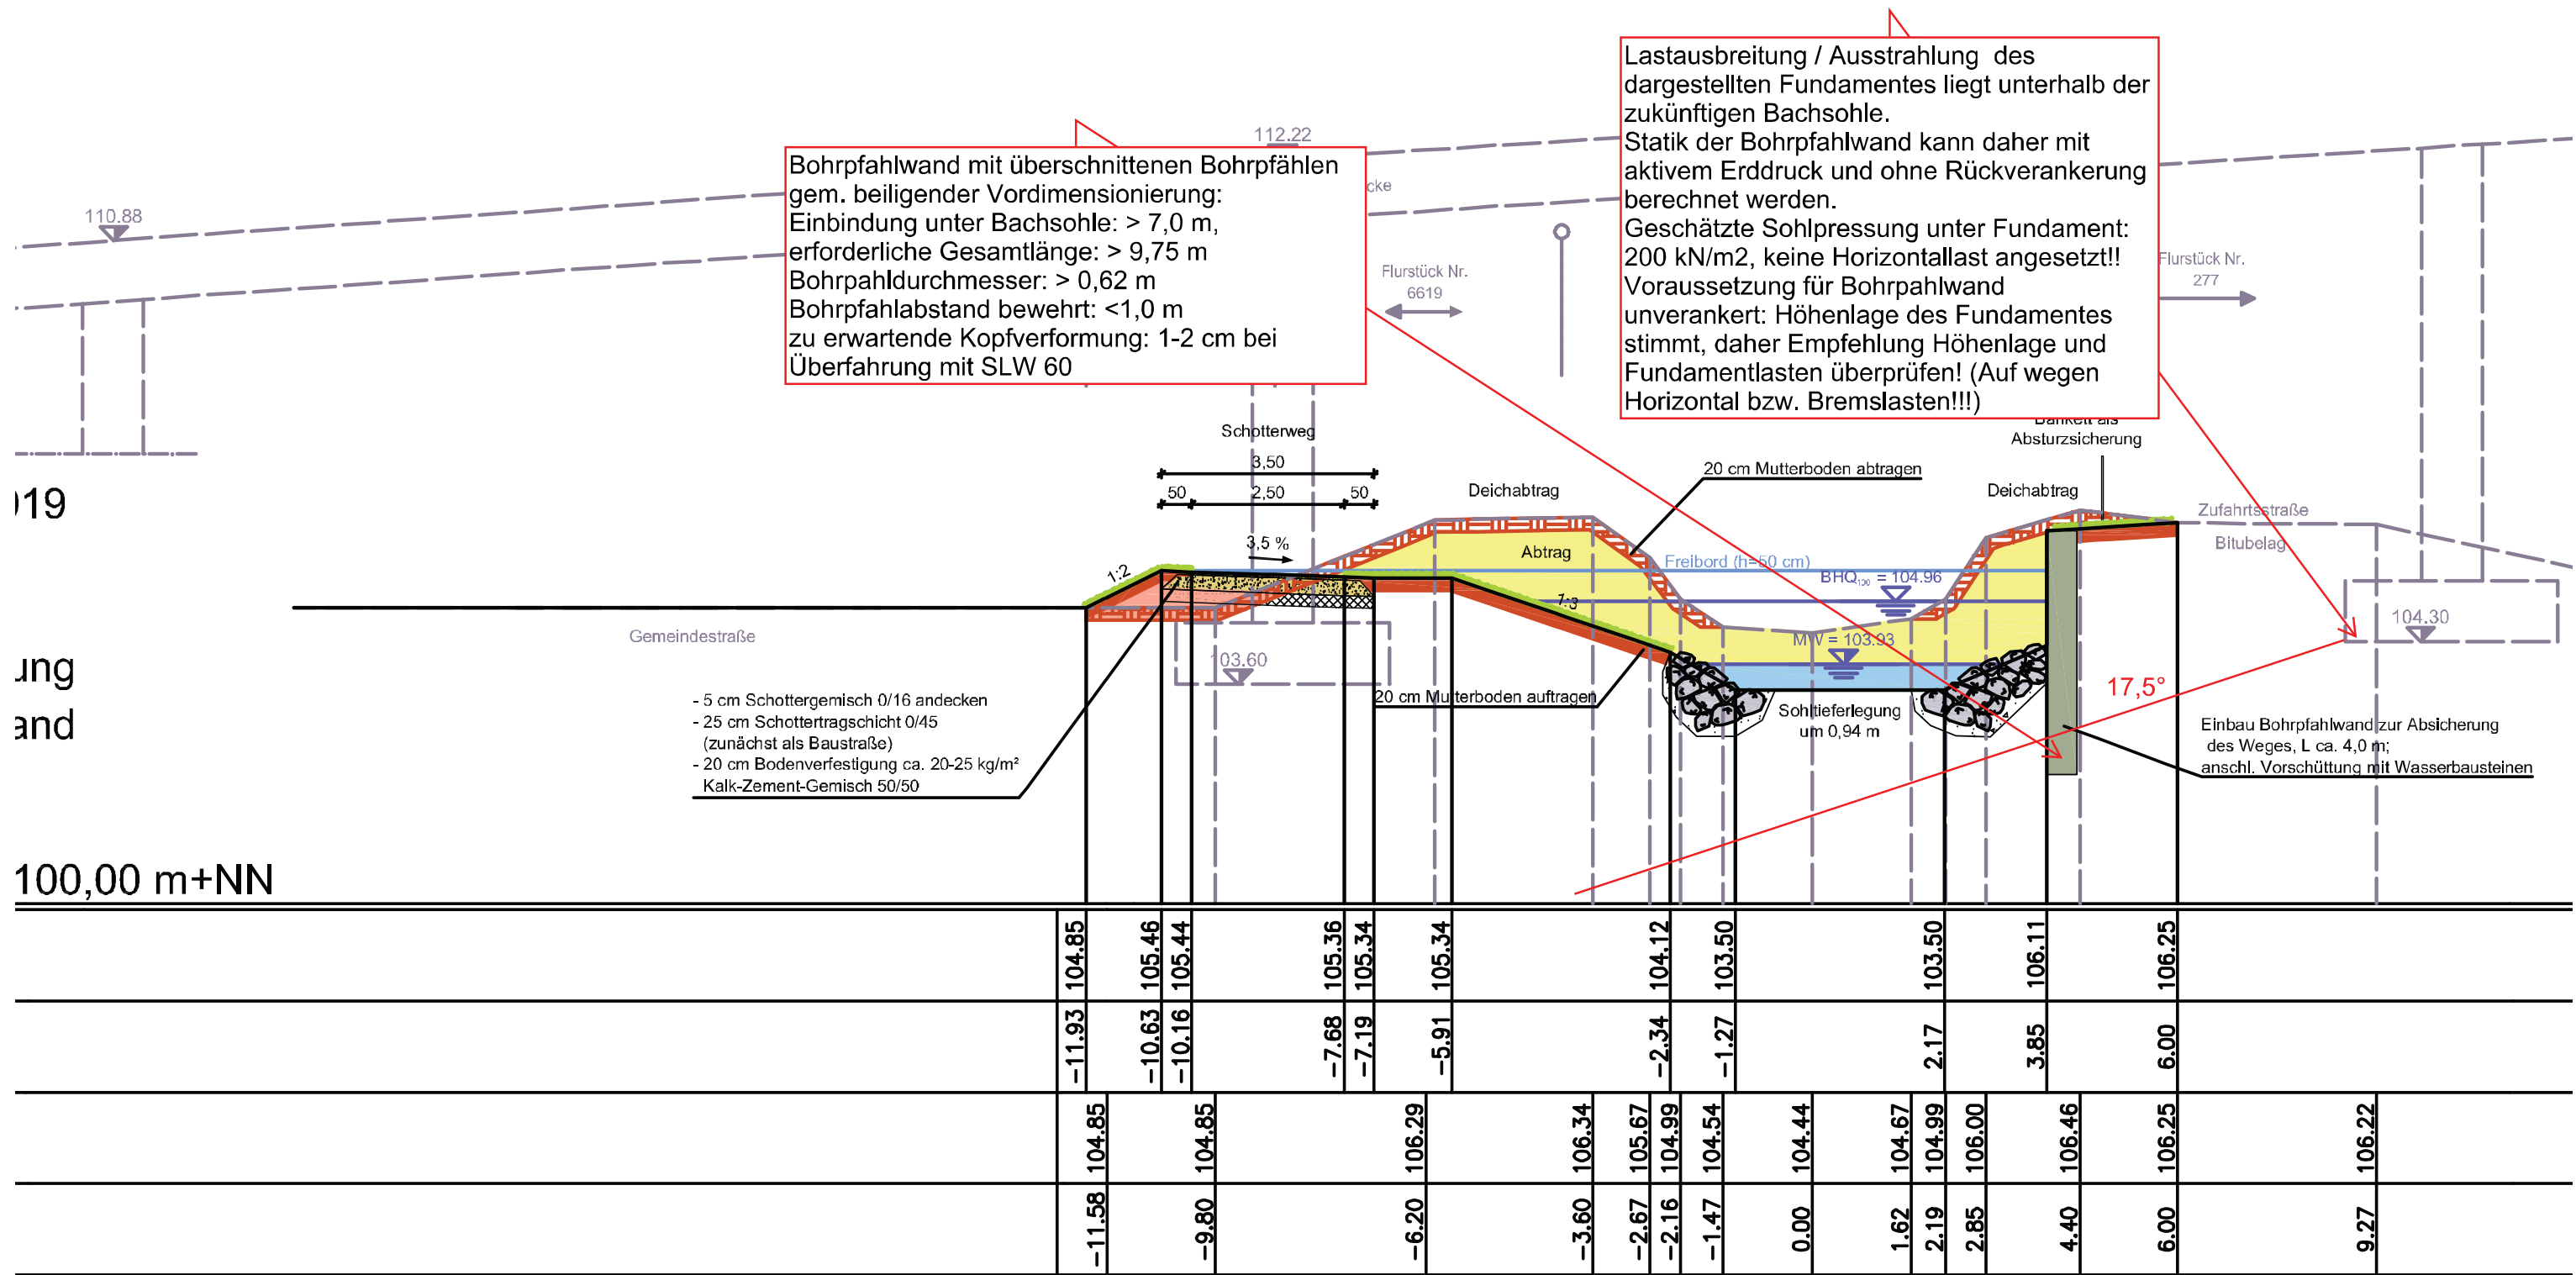 Lastausbreitung / Ausstrahlung des
dargestellten Fundamentes liegt unterhalb der
zukünftigen Bachsohle.
Statik der Bohrpfahlwand kann daher mit
aktivem Erddruck und ohne Rückverankerung
berechnet werden.
Geschätzte Sohlpressung unter Fundament:
200 kN/m2, keine Horizontallast angesetzt!!
Voraussetzung für Bohrpahlwand
unverankert: Höhenlage des Fundamentes
stimmt, daher Empfehlung Höhenlage und
Fundamentlasten überprüfen! (Auf wegen
Horizontal bzw. Bremslasten!!!)
112.22
Bohrpfahlwand mit überschnittenen Bohrpfählen
gem. beiligender Vordimensionierung:
Einbindung unter Bachsohle: > 7,0 m,
erforderliche Gesamtlänge: > 9,75 m
Bohrpahldurchmesser: > 0,62 m
Bohrpfahlabstand bewehrt: <1,0 m
zu erwartende Kopfverformung: 1-2 cm bei
Überfahrung mit SLW 60
cke
110.88
Flurstück Nr.
6619
Flurstück Nr.
277
Schotterweg
3,50
50
2,50
50
3,5 %
1:2
Deichabtrag
20 cm Mutterboden abtragen
Bankett als
Absturzsicherung
Deichabtrag
Zufahrtsstraße
Bitubelag
019
Abtrag
Freibord (h=50 cm)
BHQ100 = 104.96
1:3
MW = 103.93
104.30
Gemeindestraße
103.60
ung
and
- 5 cm Schottergemisch 0/16 andecken
- 25 cm Schottertragschicht 0/45
(zunächst als Baustraße)
- 20 cm Bodenverfestigung ca. 20-25 kg/m²
Kalk-Zement-Gemisch 50/50
20 cm Mutterboden auftragen
Sohltieferlegung
um 0,94 m
17,5°
Einbau Bohrpfahlwand zur Absicherung
des Weges, L ca. 4,0 m;
anschl. Vorschüttung mit Wasserbausteinen
100,00 m+NN
104.85 105.46 105.44 105.36 105.34 105.34 104.12 103.50 103.50 106.11 106.25
-11.93 -10.63 -10.16 -7.68 -7.19 -5.91 -2.34 -1.27 2.17 3.85 6.00
104.85 104.85 106.29 106.34 105.67 104.99 104.54 104.44 104.67 104.99 106.00 106.46 106.25 106.22
-11.58 -9.80 -6.20 -3.60 -2.67 -2.16 -1.47 0.00 1.62 2.19 2.85 4.40 6.00 9.27